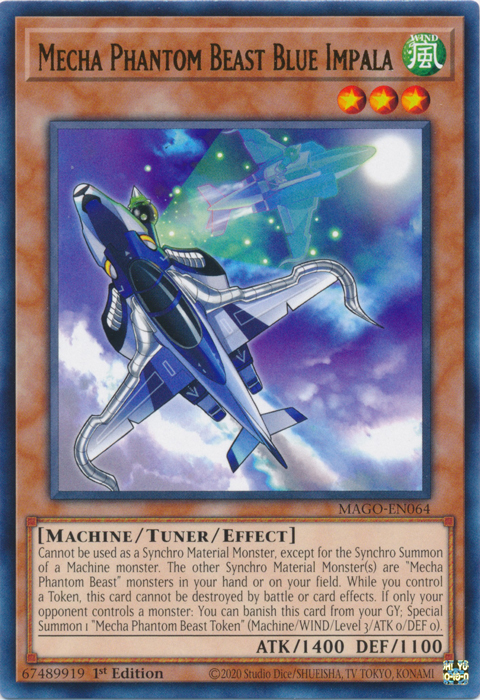 MECHA PHANTOM BEAST BLUE IMPALA
WIND
風
MAGO-EN064
[MACHINE/TUNER/EFFECT]
Cannot be used as a Synchro Material Monster, except for the Synchro Summon
of a Machine monster. The other Synchro Material Monster(s) are "Mecha
Phantom Beast" monsters in your hand or on your field. While you control
a Token, this card cannot be destroyed by battle or card effects. If only your
opponent controls a monster: You can banish this card from your GY; Special
Summon 1 "Mecha Phantom Beast Token" (Machine/WIND/Level 3/ATK 0/DEF 0).
ATK/1400 DEF/1100
67489919 1st Edition ©2020 Studio Dice/SHUEISHA, TV TOKYO, KONAMI